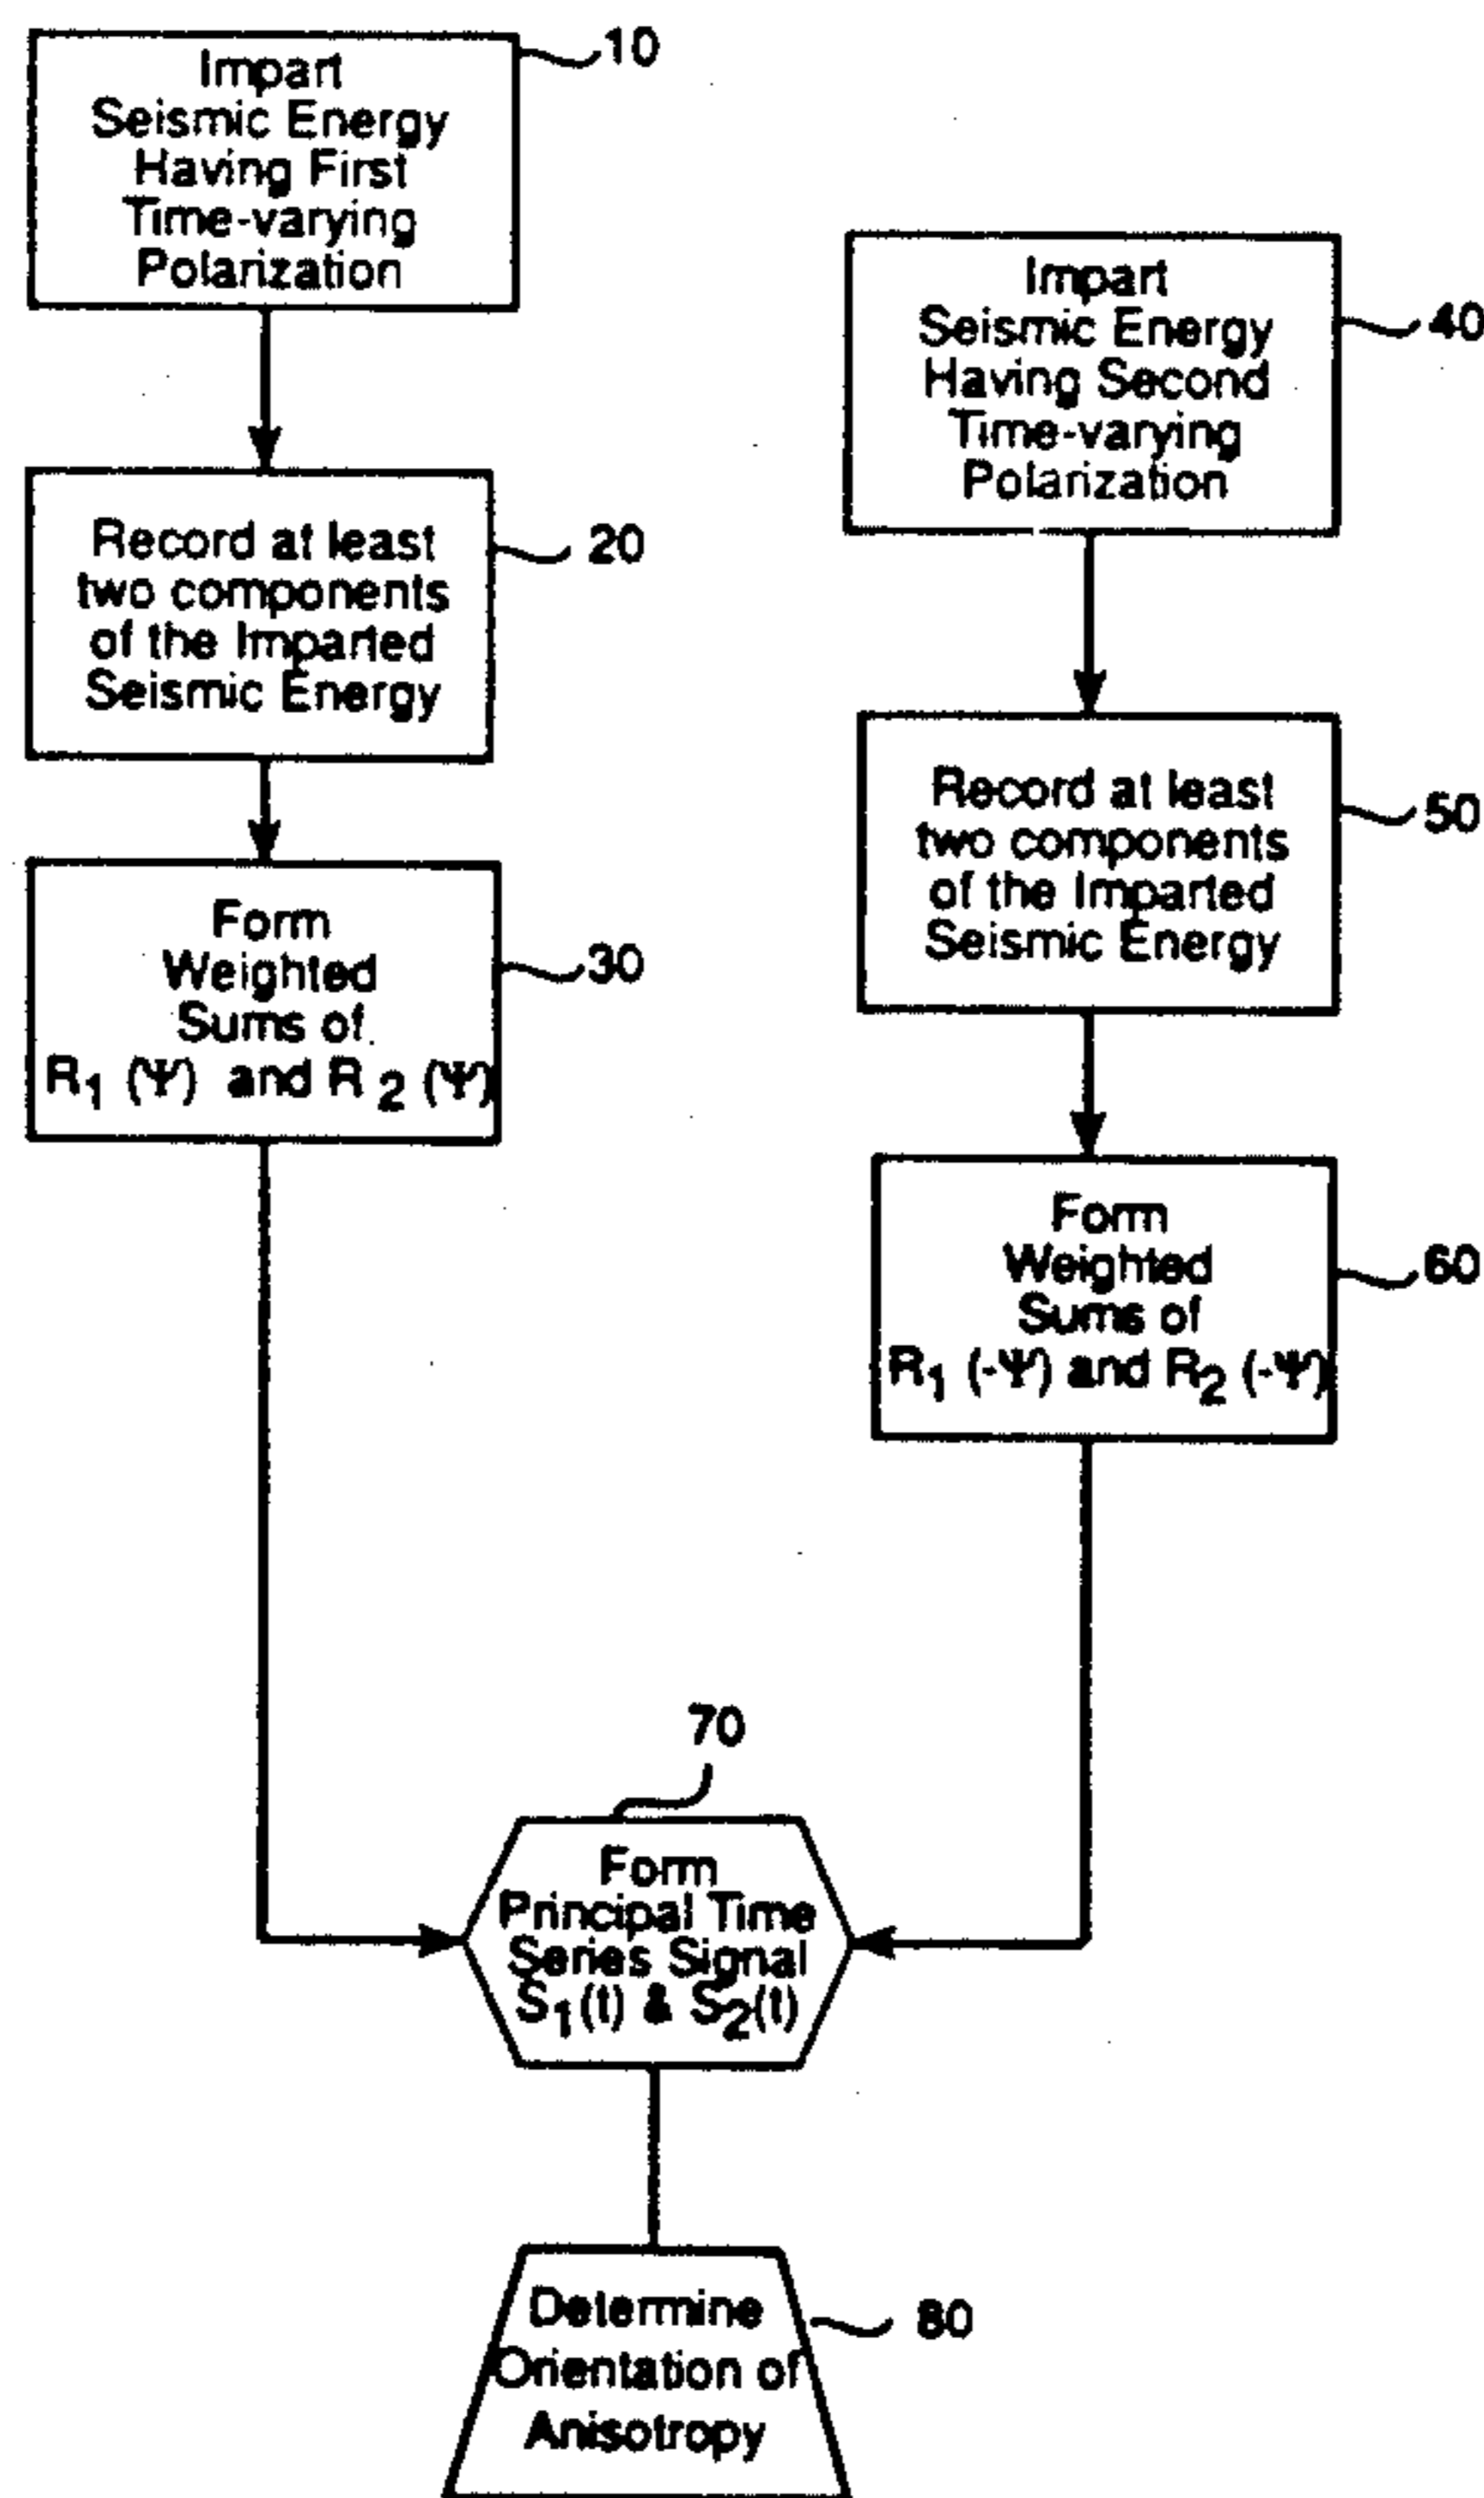 10
Impart
Seismic Energy
Having First
Time-varying
Polarization
20
Record at least
two components
of the Imparted
Seismic Energy
30
Form
Weighted
Sums of
R1 (Ψ) and R2 (Ψ)
40
Impart
Seismic Energy
Having Second
Time-varying
Polarization
50
Record at least
two components
of the Imparted
Seismic Energy
60
Form
Weighted
Sums of
R1 (-Ψ) and R2 (-Ψ)
70
Form
Principal Time
Series Signal
S1(t) & S2(t)
80
Determine
Orientation of
Anisotropy